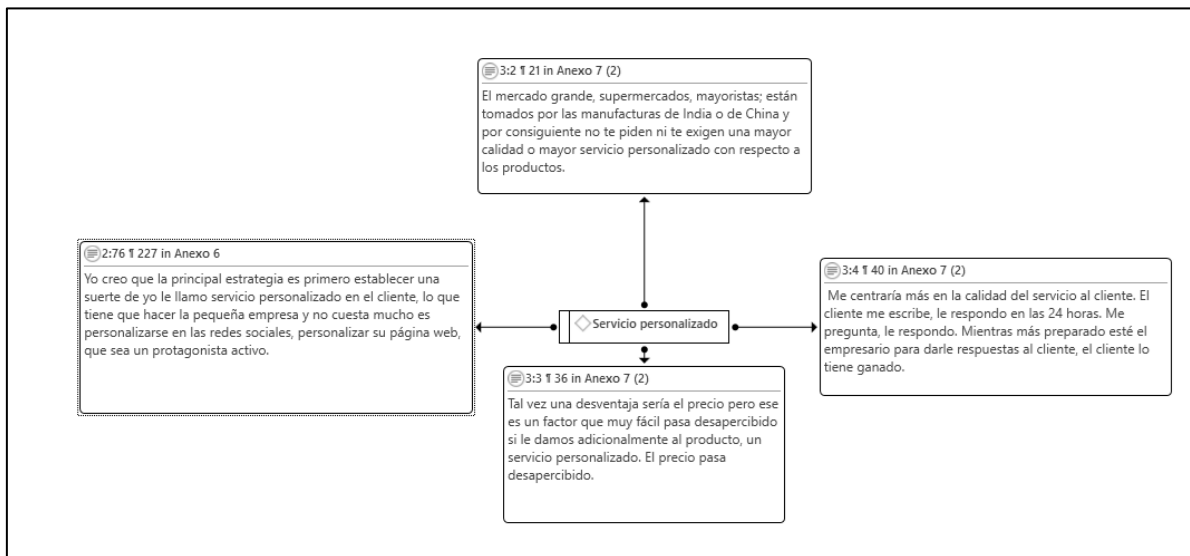 3:2 ¶ 21 in Anexo 7 (2)
El mercado grande, supermercados, mayoristas; están
tomados por las manufacturas de India o de China y
por consiguiente no te piden ni te exigen una mayor
calidad o mayor servicio personalizado con respecto a
los productos.
2:76 ¶ 227 in Anexo 6
Yo creo que la principal estrategia es primero establecer una
suerte de yo le llamo servicio personalizado en el cliente, lo que
tiene que hacer la pequeña empresa y no cuesta mucho es
personalizarse en las redes sociales, personalizar su página web,
que sea un protagonista activo.
Servicio personalizado
3:4 ¶ 40 in Anexo 7 (2)
Me centraría más en la calidad del servicio al cliente. El
cliente me escribe, le respondo en las 24 horas. Me
pregunta, le respondo. Mientras más preparado esté el
empresario para darle respuestas al cliente, el cliente lo
tiene ganado.
3:3 ¶ 36 in Anexo 7 (2)
Tal vez una desventaja sería el precio pero ese
es un factor que muy fácil pasa desapercibido
si le damos adicionalmente al producto, un
servicio personalizado. El precio pasa
desapercibido.